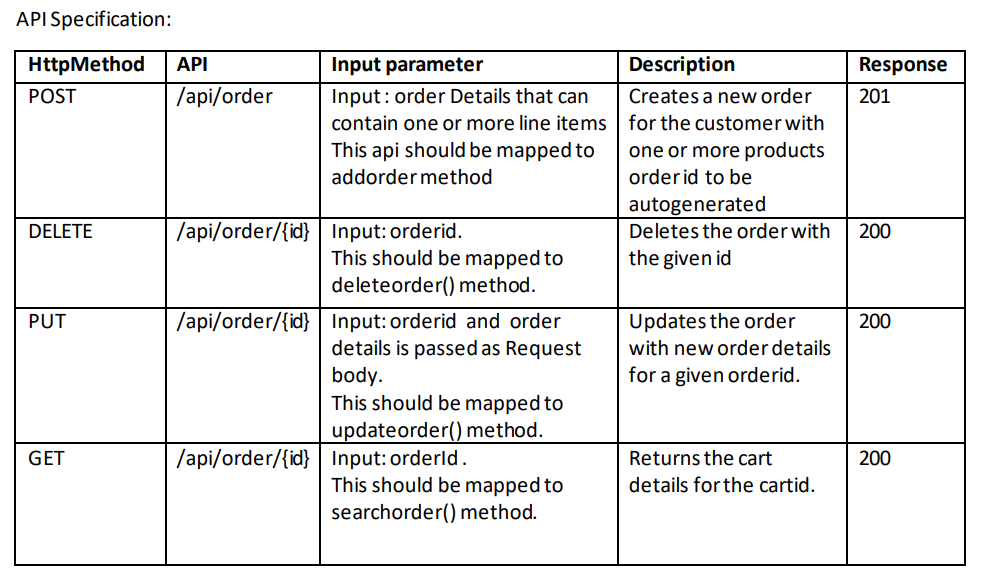 API Specification:
HttpMethod API Input parameter Description Response
POST /api/order Input : order Details that can Creates a new order 201
contain one or more line items for the customer with
This api should be mapped to one or more products
addorder method order id to be
autogenerated
DELETE /api/order/{id} Input: orderid. Deletes the order with 200
This should be mapped to the given id
deleteorder() method.
PUT /api/order/{id} Input: orderid and order Updates the order 200
details is passed as Request with new order details
body. for a given orderid.
This should be mapped to
updateorder() method.
GET /api/order/{id} Input: orderId . Returns the cart 200
This should be mapped to details for the cartid.
searchorder() method.